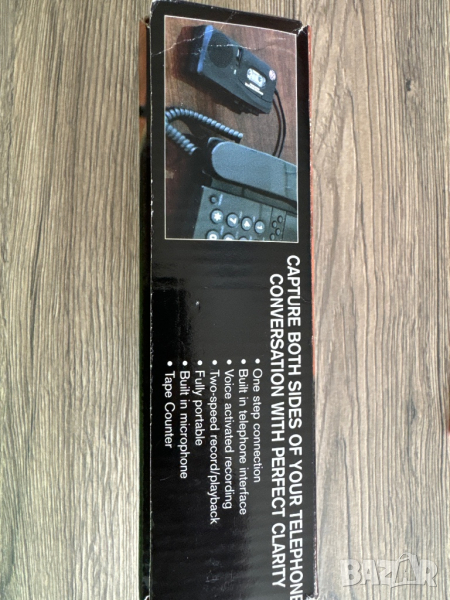 CAPTURE BOTH SIDES OF YOUR TELEPHONE
CONVERSATION WITH PERFECT CLARITY
• One step connection
• Built in telephone interface
• Voice activated recording
• Two-speed record/playback
• Fully portable
• Built in microphone
• Tape Counter
BAZAR